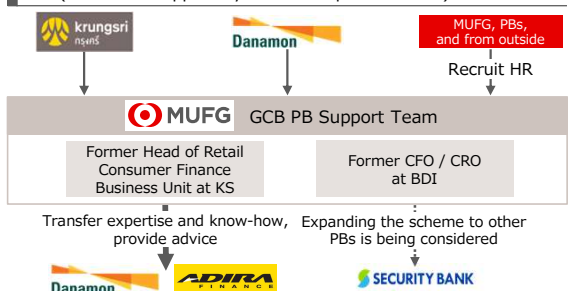 krungsri
กรุงศรี
Danamon
MUFG, PBs,
and from outside
Recruit HR
MUFG GCB PB Support Team
Former Head of Retail
Consumer Finance
Business Unit at KS
Former CFO / CRO
at BDI
Transfer expertise and know-how,
provide advice
Expanding the scheme to other
PBs is being considered
Danamon
ADIRA
FINANCE
SECURITY BANK